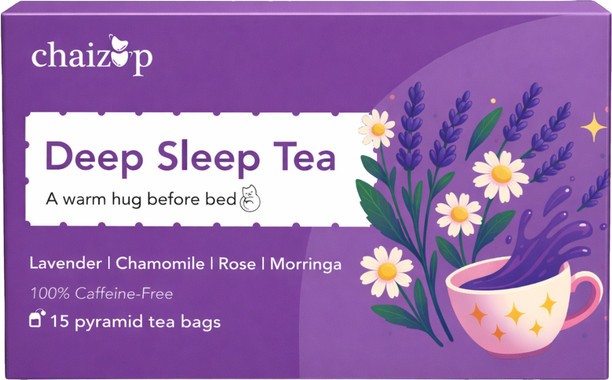 chaizup
Deep Sleep Tea
A warm hug before bed
Lavender | Chamomile | Rose | Morringa
100% Caffeine-Free
15 pyramid tea bags